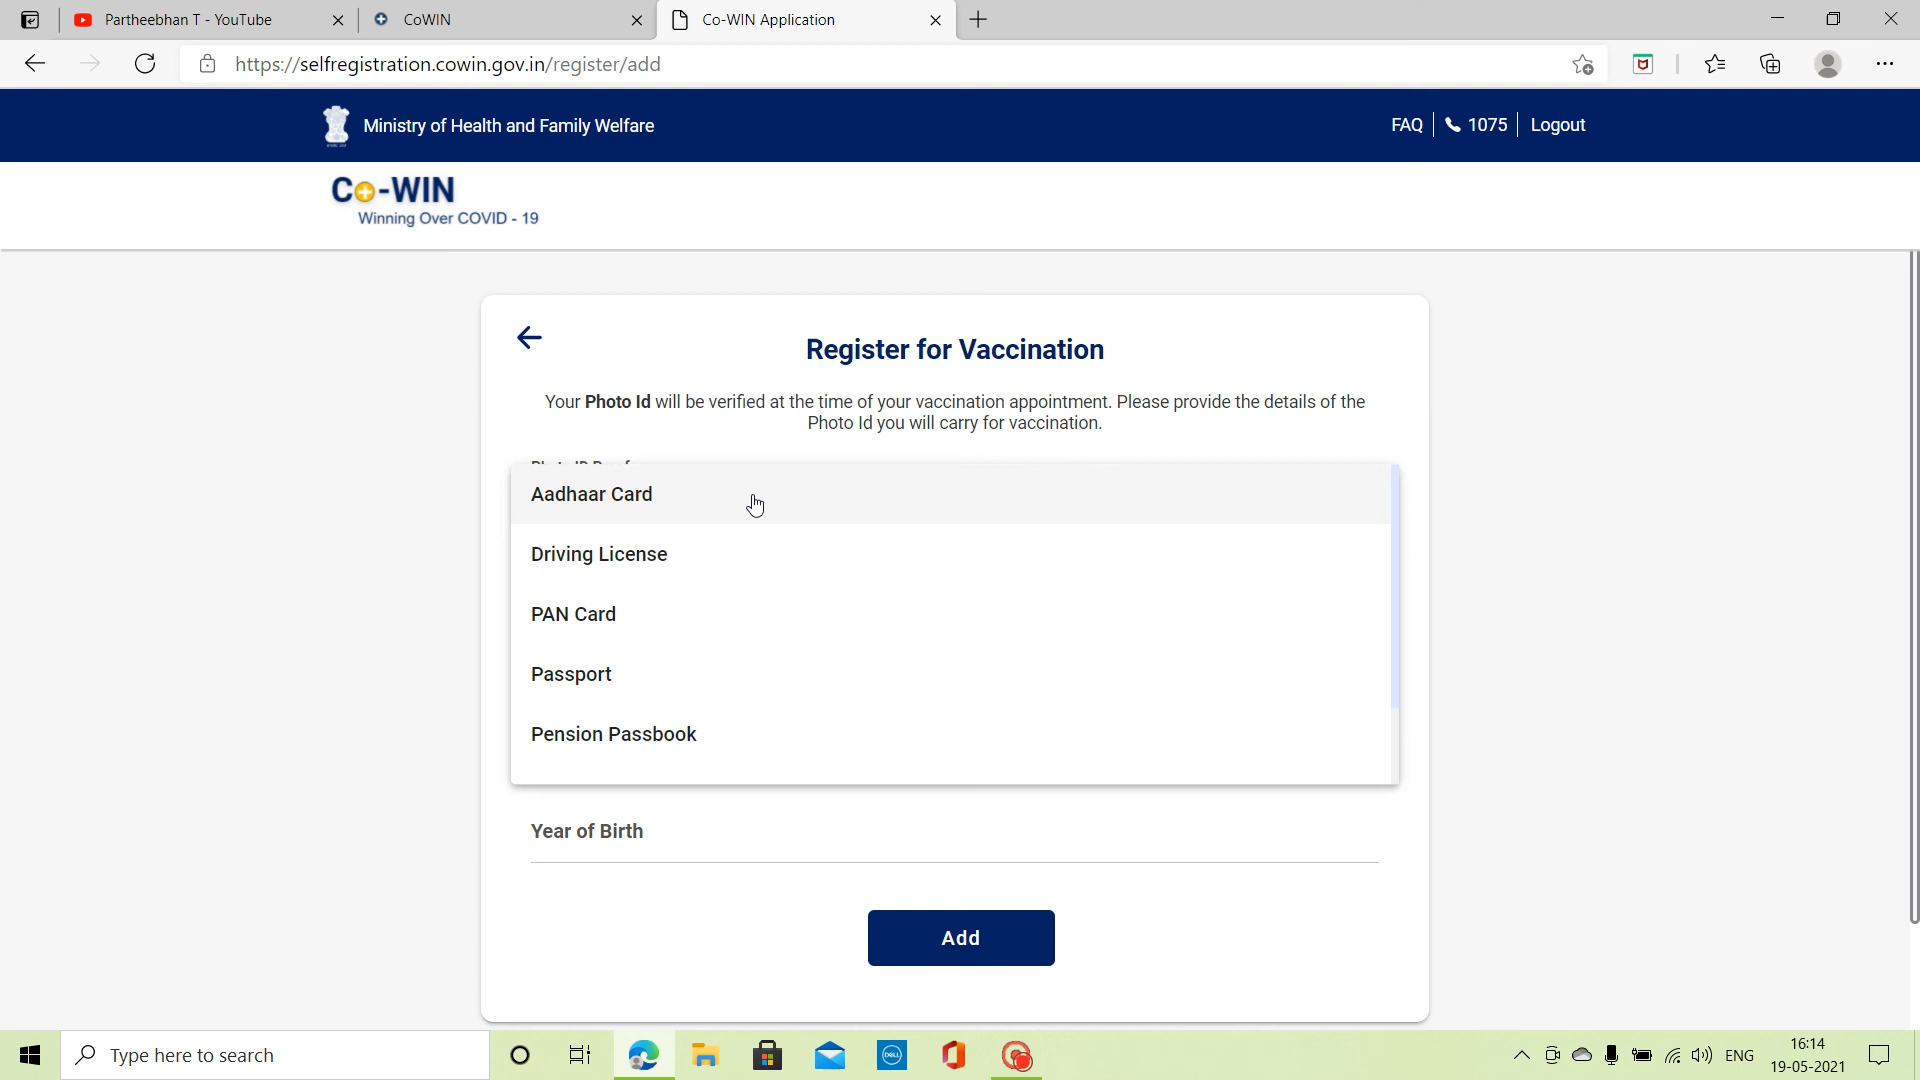 Partheebhan T - YouTube
CoWIN
Co-WIN Application
https://selfregistration.cowin.gov.in/register/add
Ministry of Health and Family Welfare
FAQ
1075
Logout
Co-WIN
Winning Over COVID - 19
Register for Vaccination
Your Photo Id will be verified at the time of your vaccination appointment. Please provide the details of the
Photo Id you will carry for vaccination.
Aadhaar Card
Driving License
PAN Card
Passport
Pension Passbook
Year of Birth
Add
Type here to search
DELL
ENG
16:14
19-05-2021